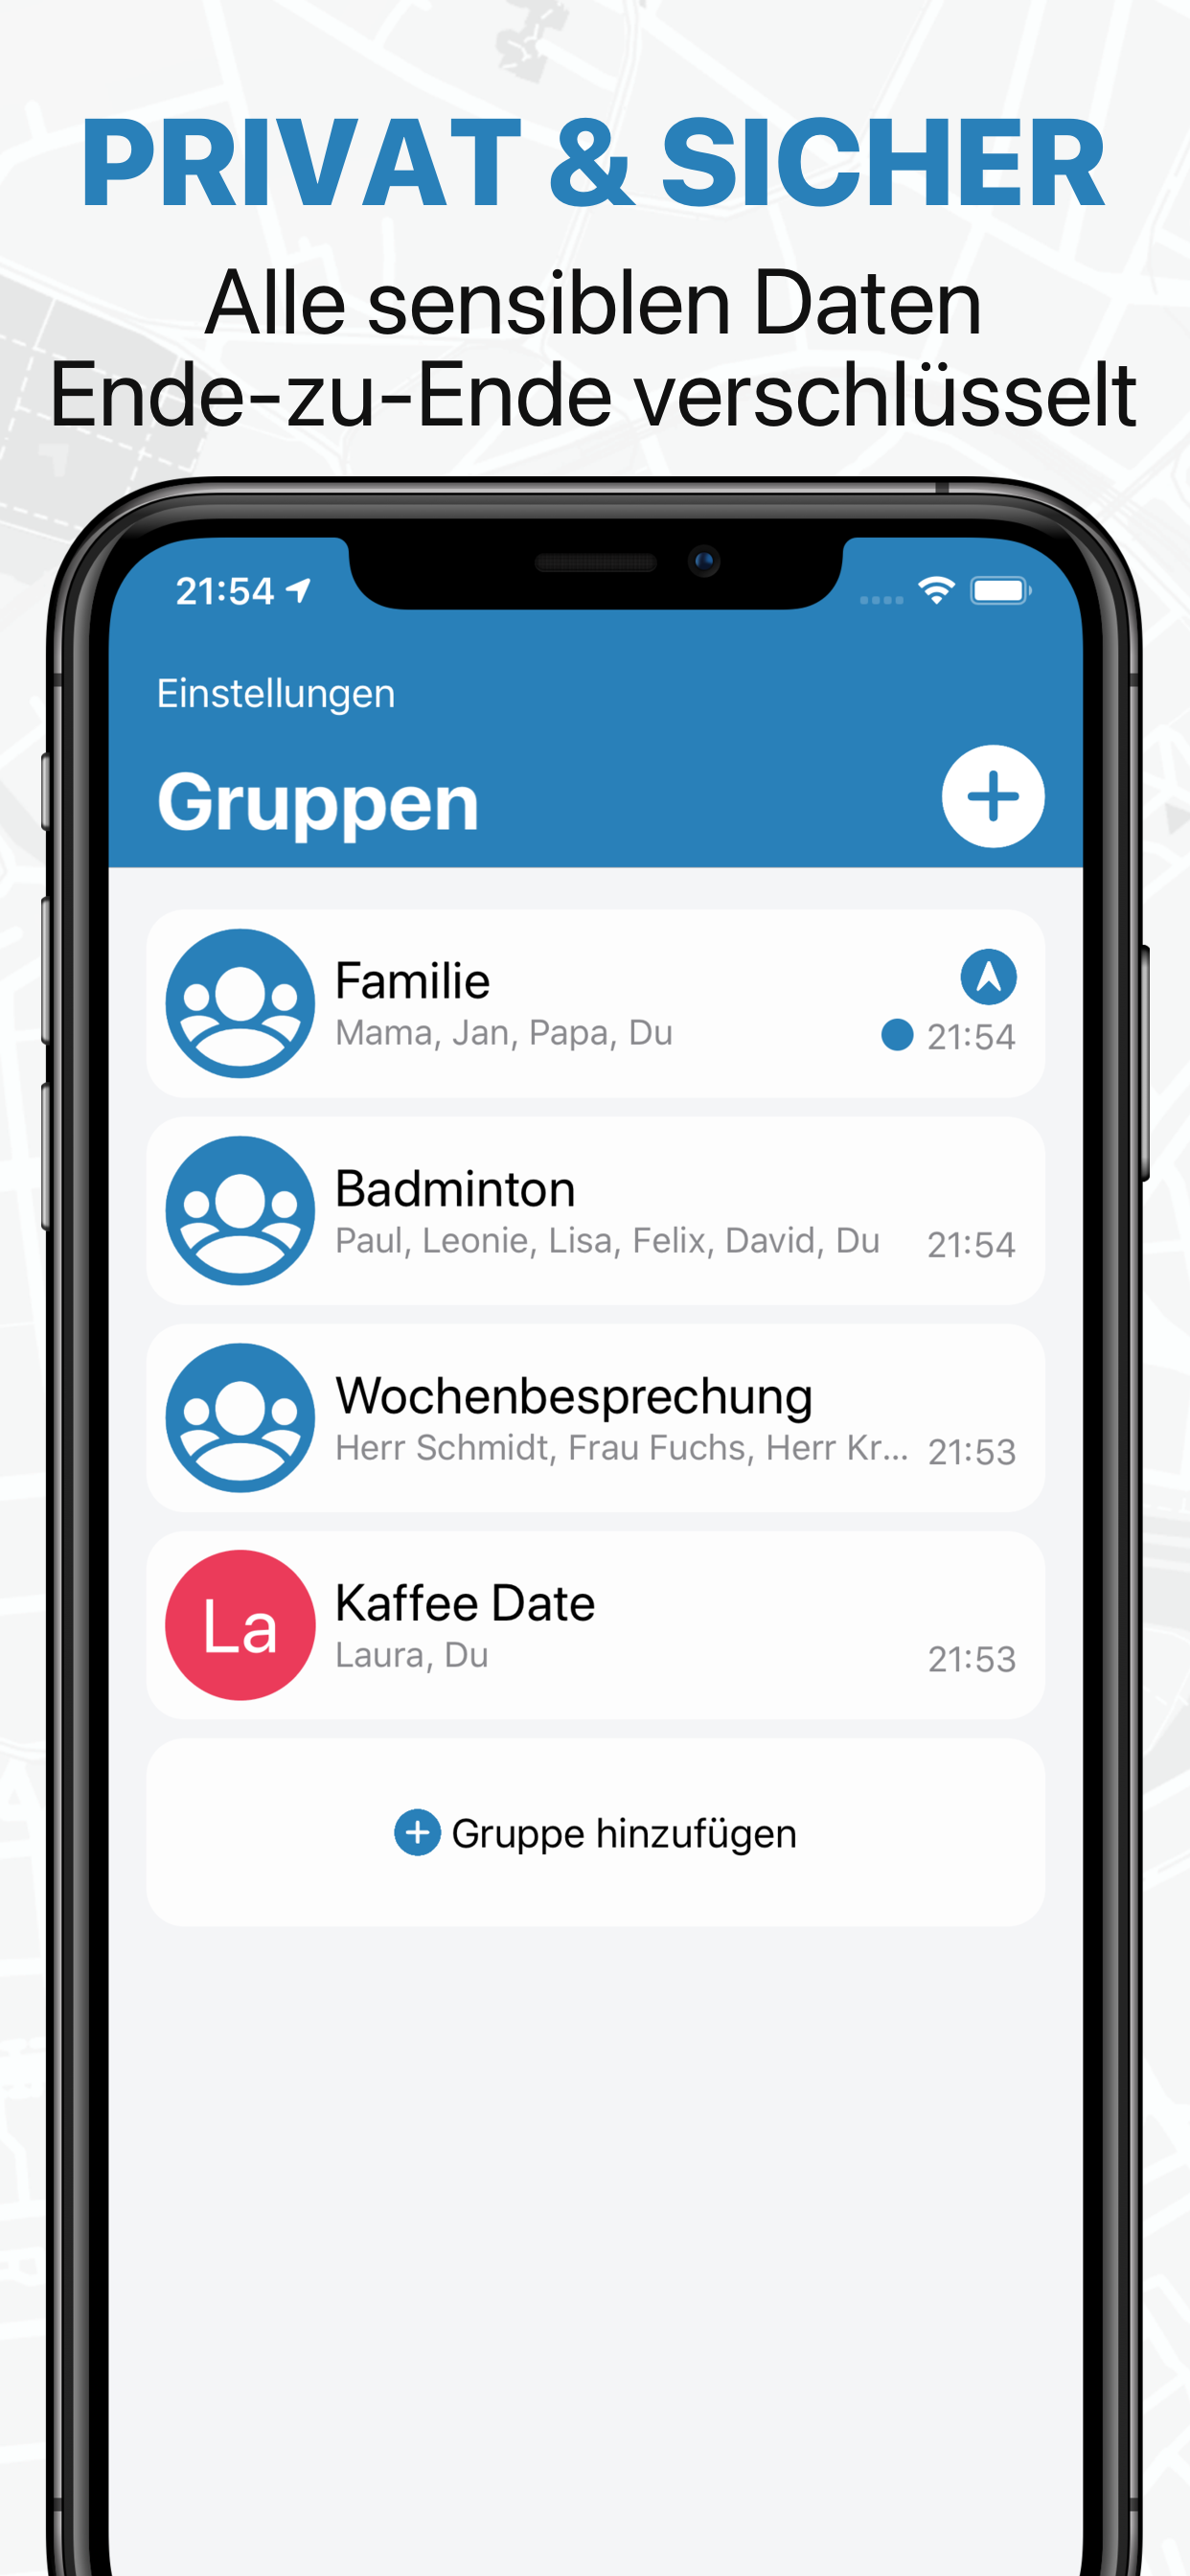 PRIVAT & SICHER
Alle sensiblen Daten
Ende-zu-Ende verschlüsselt
21:54
Einstellungen
Gruppen
Familie
Mama, Jan, Papa, Du
21:54
Badminton
Paul, Leonie, Lisa, Felix, David, Du
21:54
Wochenbesprechung
Herr Schmidt, Frau Fuchs, Herr Kr...
21:53
La
Kaffee Date
Laura, Du
21:53
Gruppe hinzufügen